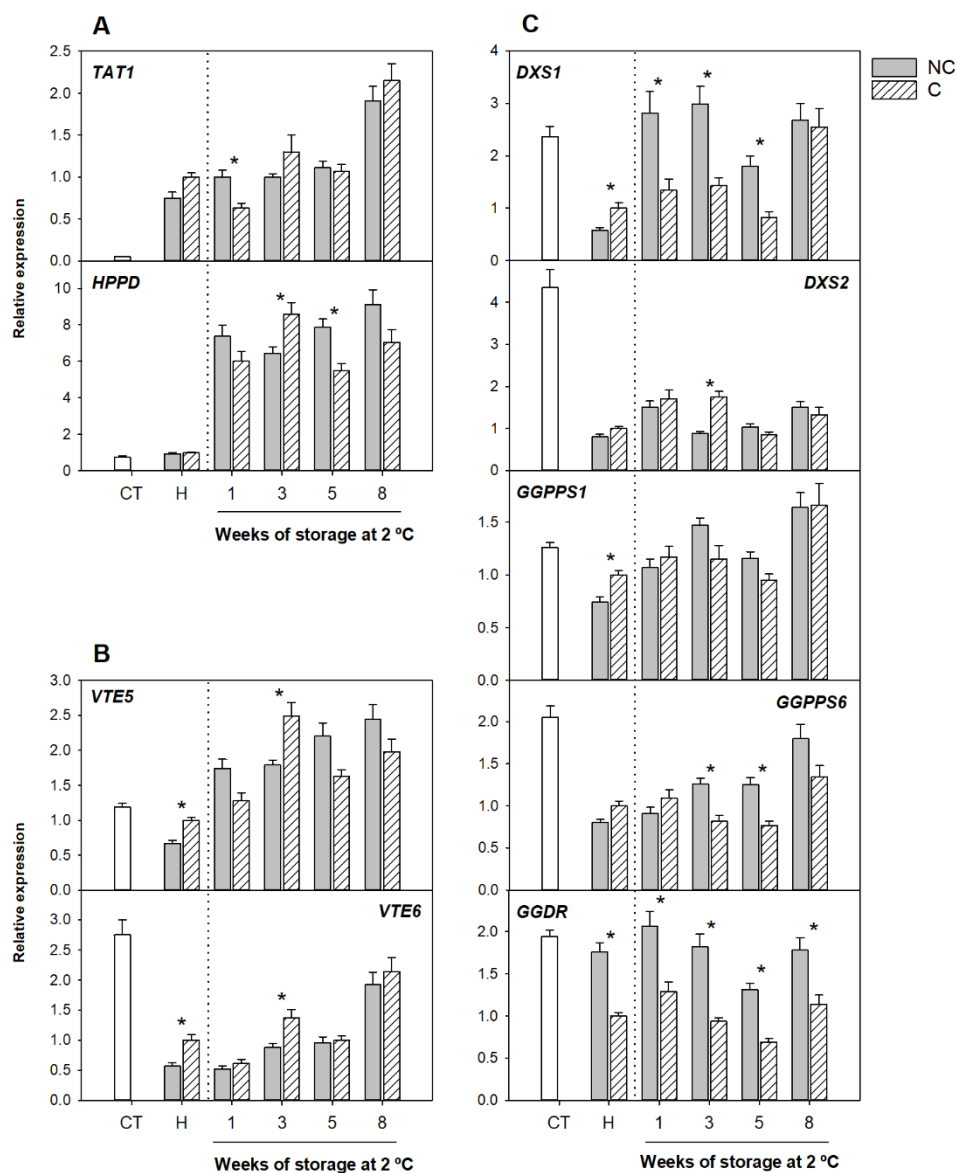 A
TAT1
2.5
2.0
1.5
1.0
0.5
0.0
*
HPPD
10
8
6
4
2
0
* *
Relative expression
CT H 1 3 5 8
Weeks of storage at 2 ºC
B
VTE5
3.0
2.5
2.0
1.5
1.0
0.5
0.0
* *
VTE6
3.0
2.5
2.0
1.5
1.0
0.5
0.0
* *
Relative expression
CT H 1 3 5 8
Weeks of storage at 2 ºC
C
DXS1
4
3
2
1
0
* * * *
DXS2
4
3
2
1
0
*
GGPPS1
1.5
1.0
0.5
0.0
*
GGPPS6
2.0
1.5
1.0
0.5
0.0
* *
GGDR
2.0
1.5
1.0
0.5
0.0
* * * * *
CT H 1 3 5 8
Weeks of storage at 2 ºC
NC
C